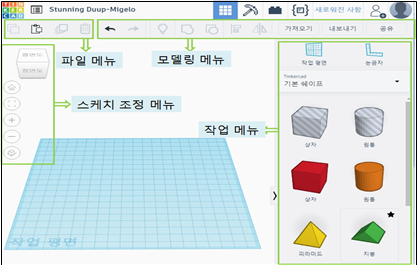 TIN
KER
CAD
Stunning Duup-Migelo
새로워진 사항
가져오기 내보내기 공유
파일 메뉴
모델링 메뉴
스케치 조정 메뉴
작업 메뉴
평면도
작업 평면 눈금자
Tinkercad
기본 쉐이프
상자 원통
상자 원통
피라미드 지붕
작업 평면